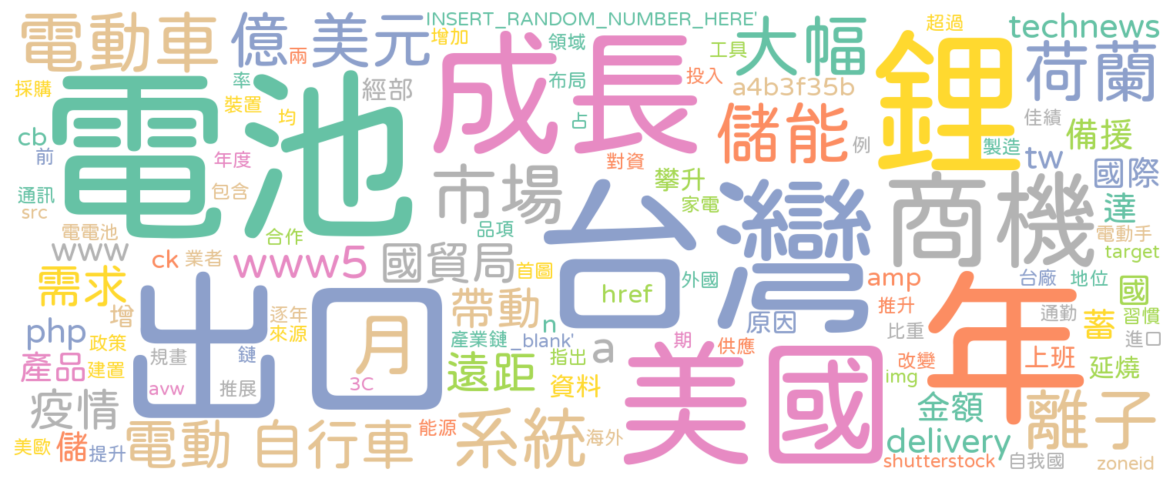 電動車
億
美元
INSERT_RANDOM_NUMBER_HERE'
增加
兩
領域
工具
大幅
超過
technews
荷蘭
採購
率
裝置
均
電池
經部
成長
布局
投入
占
a4b3f35b
鋰
佳績
cb
前
年度
對資
儲能
例
製造
備援
tw
國際
通訊
包含
src
市場
攀升
家電
商機
達
電動手
target
電電池
www
合作
品項
台灣
ck
業者
www5
國貿局
首圖
外國
href
amp
台廠
地位
國
需求
增
逐年
來源
出口
月
帶動
n
原因
推升
年
通勤
蓄
習慣
php
政策
產業鏈
_blank'
a
期
供應
比重
進口
規畫
鏈
產品
建置
遠距
指出
美國
改變
上班
延燒
avw
推展
3C
資料
img
疫情
金額
離子
美歐
儲
提升
電動
自行車
能源
系統
海外
delivery
shutterstock
自我國
zoneid